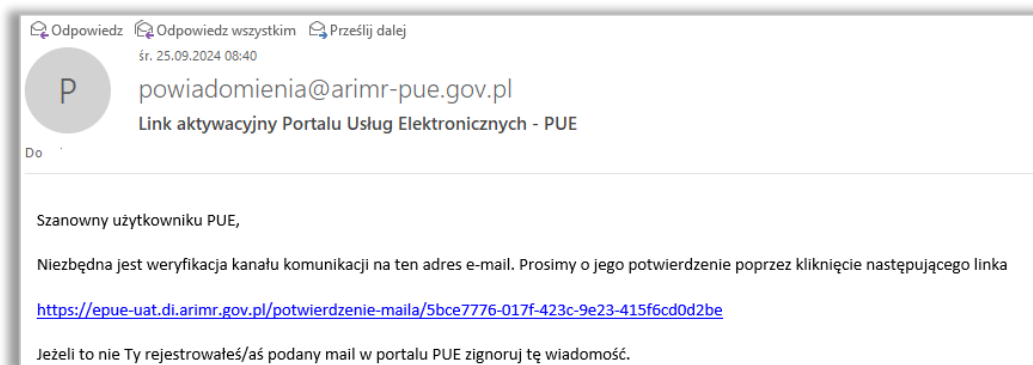 Odpowiedz Odpowiedz wszystkim Prześlij dalej
śr. 25.09.2024 08:40
P
powiadomienia@arimr-pue.gov.pl
Link aktywacyjny Portalu Usług Elektronicznych - PUE
Do
Szanowny użytkowniku PUE,
Niezbędna jest weryfikacja kanału komunikacji na ten adres e-mail. Prosimy o jego potwierdzenie poprzez kliknięcie następującego linka
https://epue-uat.di.arimr.gov.pl/potwierdzenie-maila/5bce7776-017f-423c-9e23-415f6cd0d2be
Jeżeli to nie Ty rejestrowałeś/aś podany mail w portalu PUE zignoruj tę wiadomość.